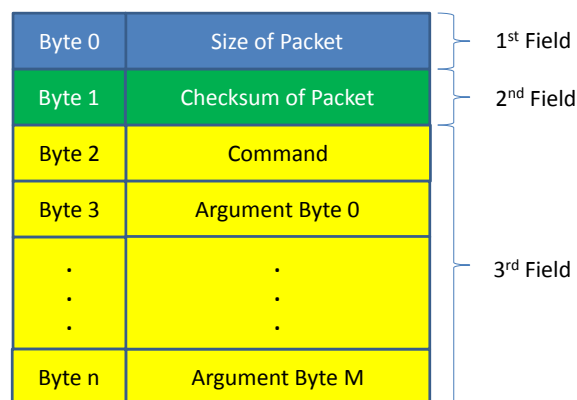 Byte 0 Size of Packet 1st Field
Byte 1 Checksum of Packet 2nd Field
Byte 2 Command
Byte 3 Argument Byte 0
. .
. . 3rd Field
. .
Byte n Argument Byte M